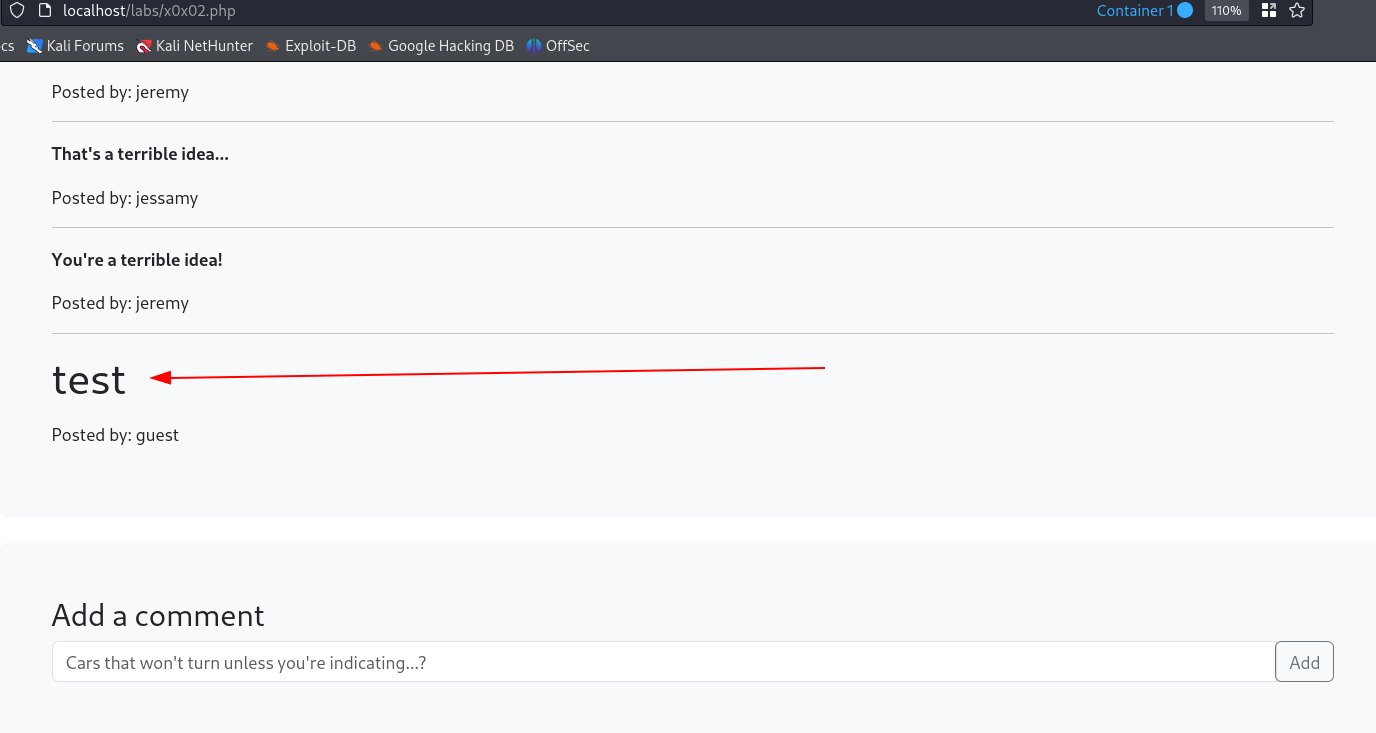 localhost/labs/x0x02.php Container 1 110%
cs Kali Forums Kali NetHunter Exploit-DB Google Hacking DB OffSec
Posted by: jeremy
That's a terrible idea...
Posted by: jessamy
You're a terrible idea!
Posted by: jeremy
test
Posted by: guest
Add a comment
Cars that won't turn unless you're indicating...? Add